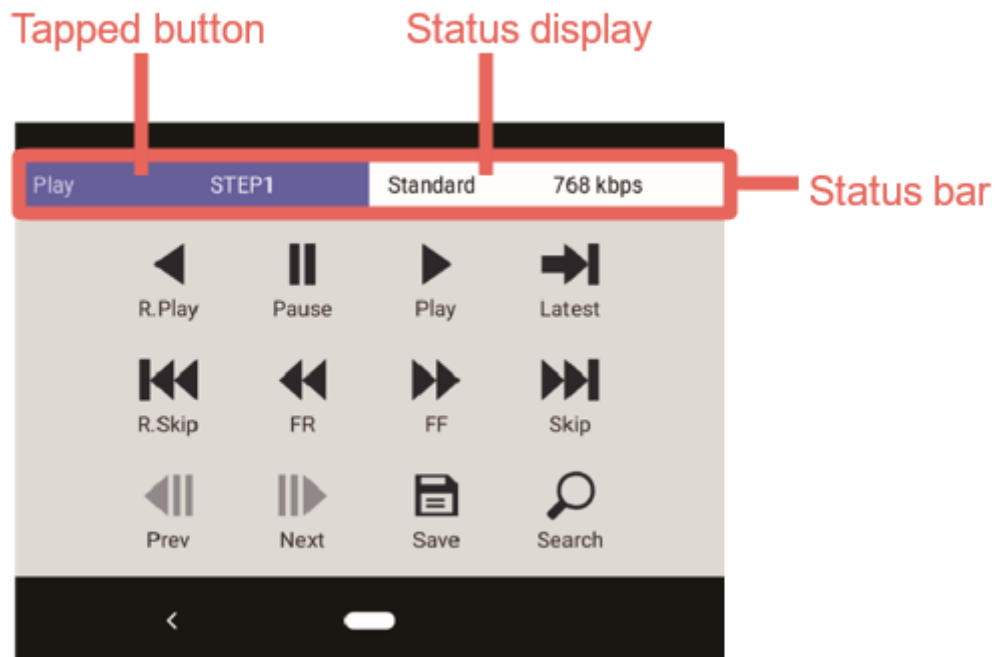 Tapped button Status display
Play STEP1 Standard 768 kbps
Status bar
R.Play Pause Play Latest
R.Skip FR FF Skip
Prev Next Save Search